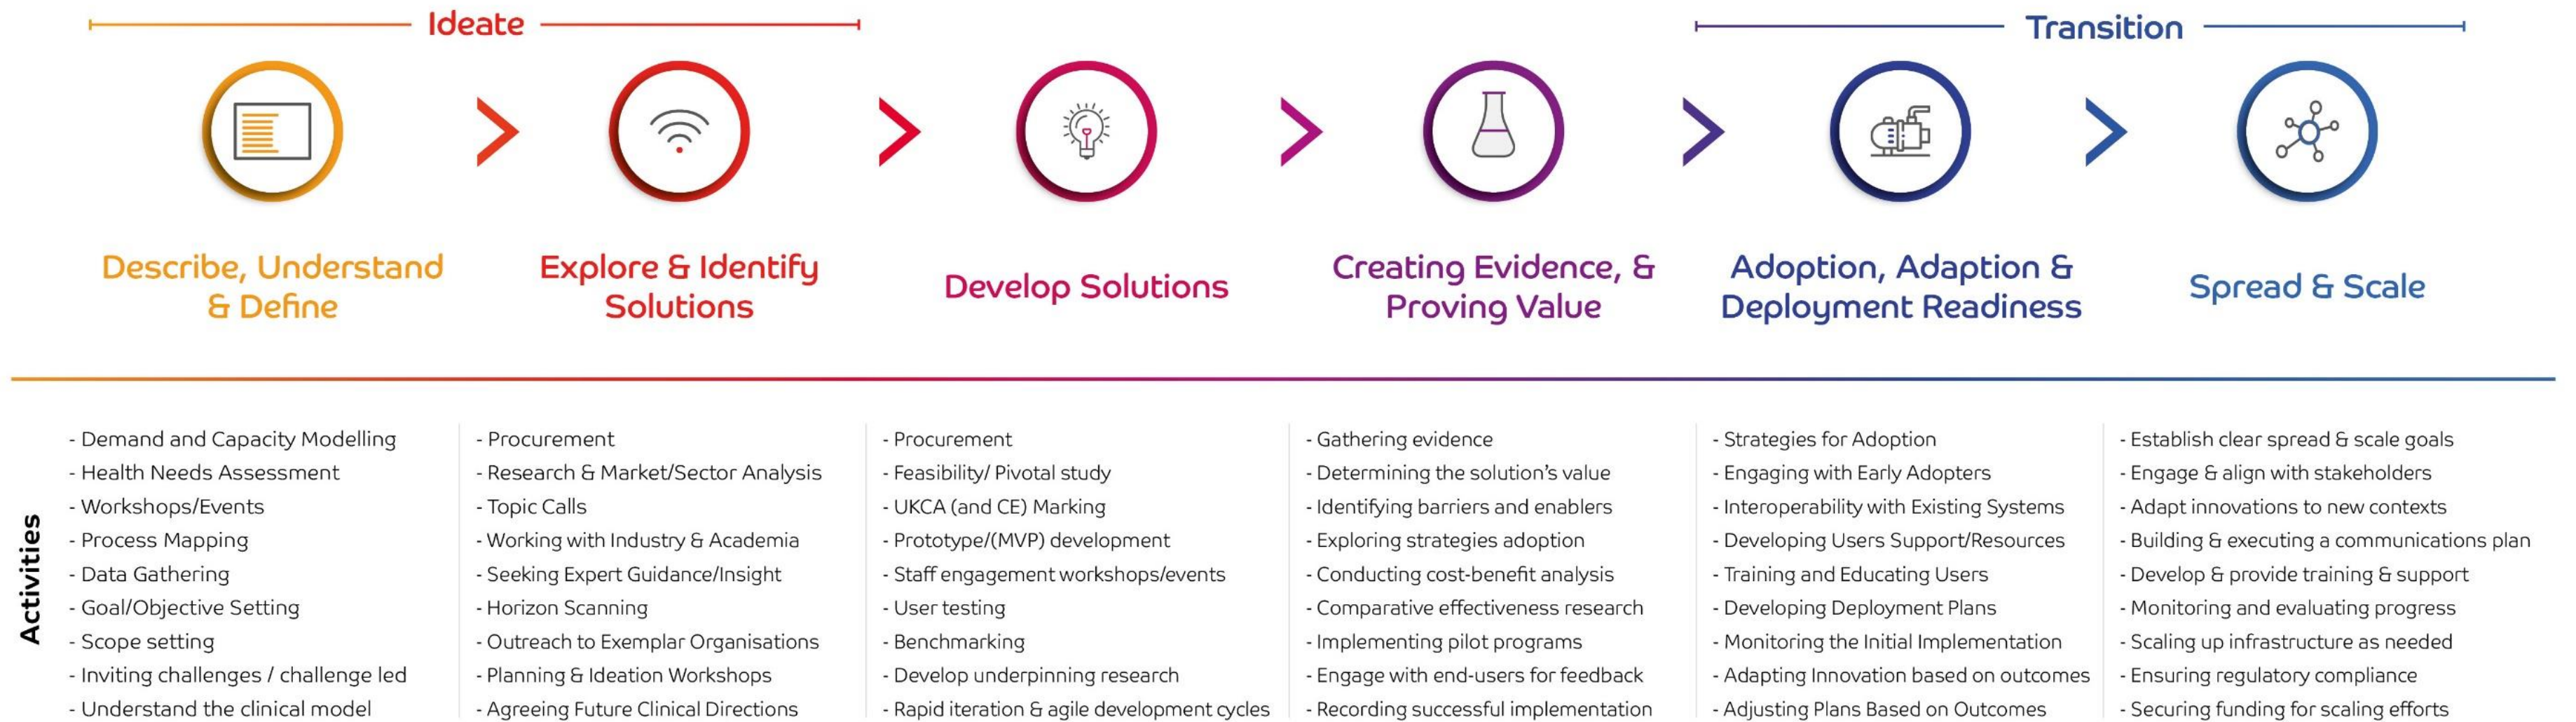 Ideate
Transition
Describe, Understand
& Define
Explore & Identify
Solutions
Develop Solutions
Creating Evidence, &
Proving Value
Adoption, Adaption &
Deployment Readiness
Spread & Scale
Activities
- Demand and Capacity Modelling
- Health Needs Assessment
- Workshops/Events
- Process Mapping
- Data Gathering
- Goal/Objective Setting
- Scope setting
- Inviting challenges / challenge led
- Understand the clinical model
- Procurement
- Research & Market/Sector Analysis
- Topic Calls
- Working with Industry & Academia
- Seeking Expert Guidance/Insight
- Horizon Scanning
- Outreach to Exemplar Organisations
- Planning & Ideation Workshops
- Agreeing Future Clinical Directions
- Procurement
- Feasibility/ Pivotal study
- UKCA (and CE) Marking
- Prototype/(MVP) development
- Staff engagement workshops/events
- User testing
- Benchmarking
- Develop underpinning research
- Rapid iteration & agile development cycles
- Gathering evidence
- Determining the solution's value
- Identifying barriers and enablers
- Exploring strategies adoption
- Conducting cost-benefit analysis
- Comparative effectiveness research
- Implementing pilot programs
- Engage with end-users for feedback
- Recording successful implementation
- Strategies for Adoption
- Engaging with Early Adopters
- Interoperability with Existing Systems
- Developing Users Support/Resources
- Training and Educating Users
- Developing Deployment Plans
- Monitoring the Initial Implementation
- Adapting Innovation based on outcomes
- Adjusting Plans Based on Outcomes
- Establish clear spread & scale goals
- Engage & align with stakeholders
- Adapt innovations to new contexts
- Building & executing a communications plan
- Develop & provide training & support
- Monitoring and evaluating progress
- Scaling up infrastructure as needed
- Ensuring regulatory compliance
- Securing funding for scaling efforts